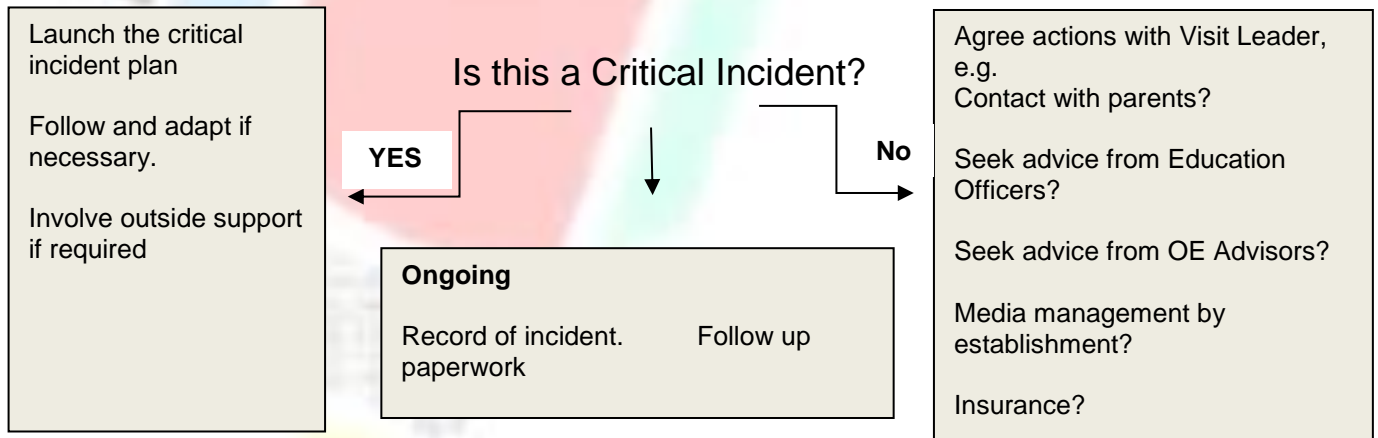 Launch the critical
incident plan
Follow and adapt if
necessary.
Involve outside support
if required
Is this a Critical Incident?
YES
No
Ongoing
Record of incident. Follow up
paperwork
Agree actions with Visit Leader,
e.g.
Contact with parents?
Seek advice from Education
Officers?
Seek advice from OE Advisors?
Media management by
establishment?
Insurance?